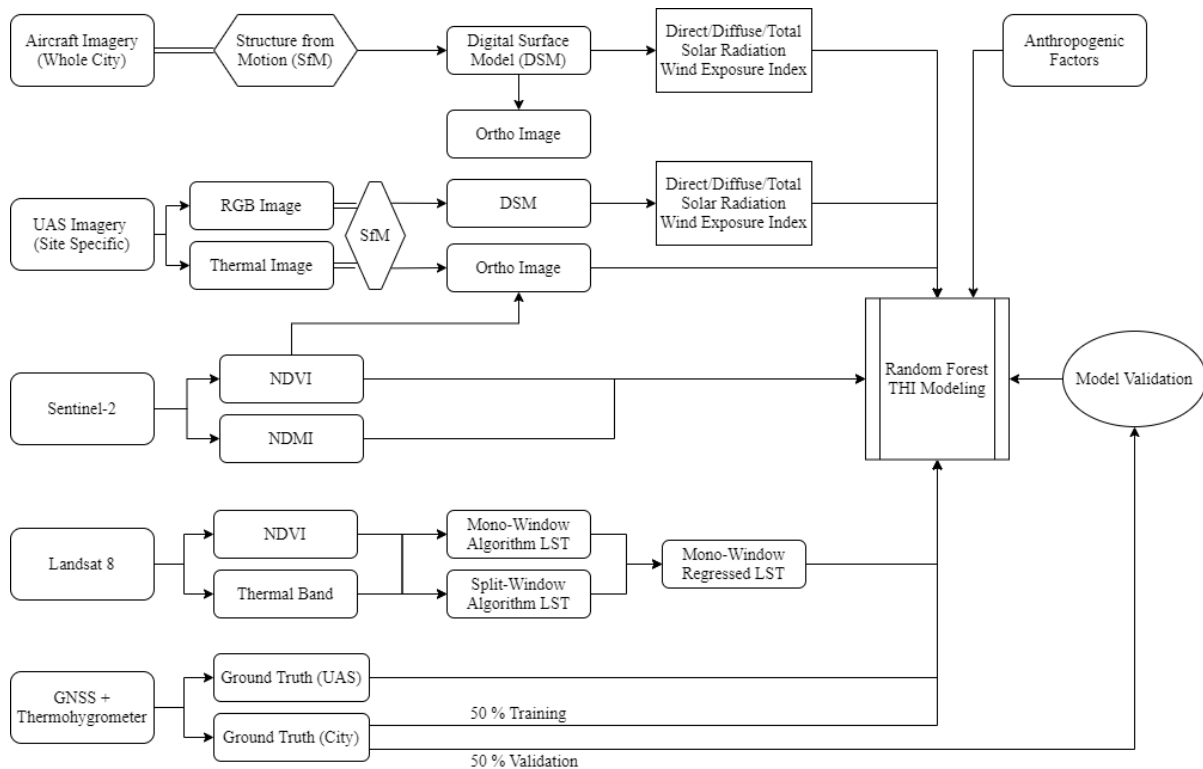 Aircraft Imagery
(Whole City)
Structure from
Motion (SfM)
Digital Surface
Model (DSM)
Direct/Diffuse/Total
Solar Radiation
Wind Exposure Index
Anthropogenic
Factors
Ortho Image
UAS Imagery
(Site Specific)
RGB Image
Thermal Image
SfM
DSM
Direct/Diffuse/Total
Solar Radiation
Wind Exposure Index
Ortho Image
Sentinel-2
NDVI
NDMI
Random Forest
THI Modeling
Model Validation
Landsat 8
NDVI
Thermal Band
Mono-Window
Algorithm LST
Split-Window
Algorithm LST
Mono-Window
Regressed LST
GNSS +
Thermohygrometer
Ground Truth (UAS)
Ground Truth (City)
50 % Training
50 % Validation